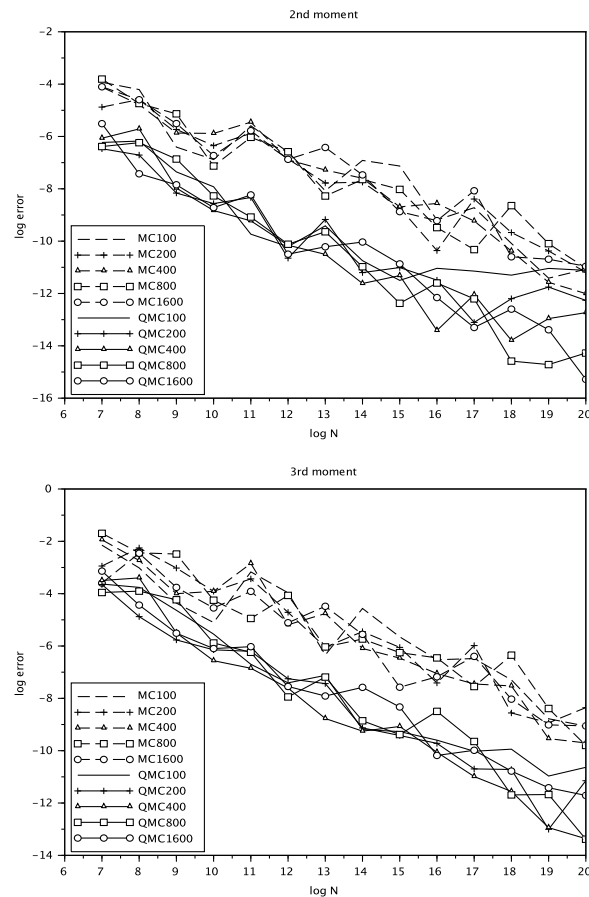 2nd moment
-2
-4
-6
-8
-10
-12
-14
-16
log error
MC100
MC200
MC400
MC800
MC1600
QMC100
QMC200
QMC400
QMC800
QMC1600
6 7 8 9 10 11 12 13 14 15 16 17 18 19 20
log N
3rd moment
0
-2
-4
-6
-8
-10
-12
-14
log error
MC100
MC200
MC400
MC800
MC1600
QMC100
QMC200
QMC400
QMC800
QMC1600
6 7 8 9 10 11 12 13 14 15 16 17 18 19 20
log N